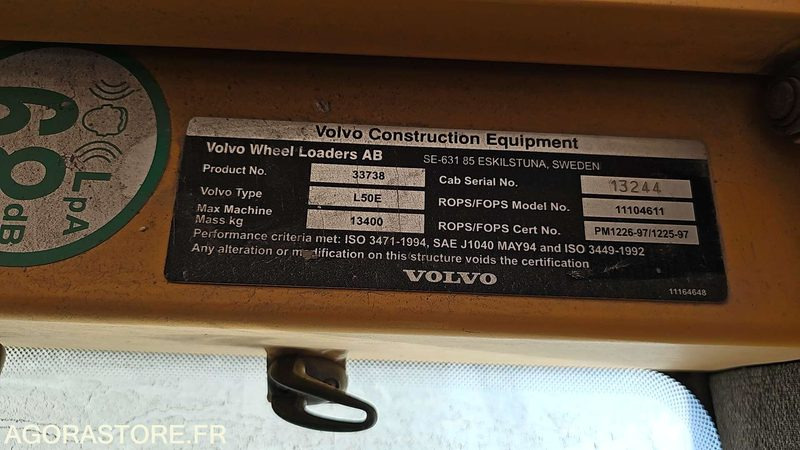 68
LpA
dB
Volvo Construction Equipment
Volvo Wheel Loaders AB SE-631 85 ESKILSTUNA, SWEDEN
Product No. 33738 Cab Serial No. 13244
Volvo Type L50E ROPS/FOPS Model No. 11104611
Max Machine
Mass kg 13400 ROPS/FOPS Cert No. PM1226-97/1225-97
Performance criteria met: ISO 3471-1994, SAE J1040 MAY94 and ISO 3449-1992
Any alteration or modification on this structure voids the certification
VOLVO
11164648
AGORASTORE.FR